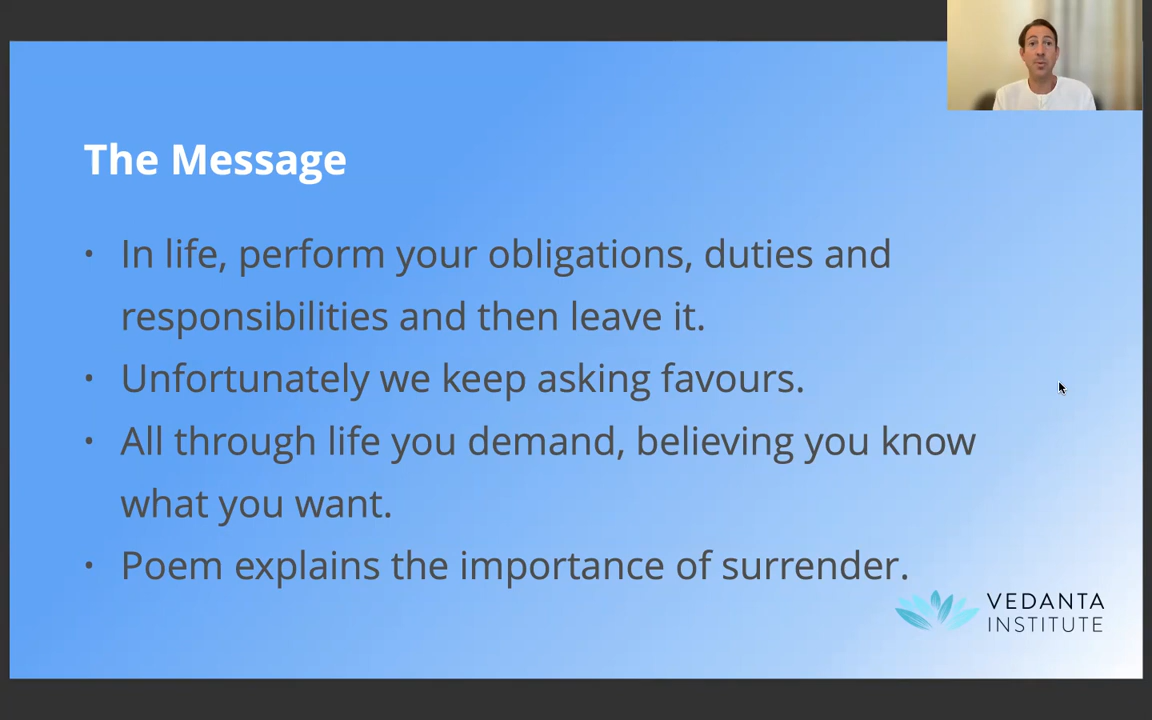 The Message
• In life, perform your obligations, duties and
responsibilities and then leave it.
• Unfortunately we keep asking favours.
• All through life you demand, believing you know
what you want.
• Poem explains the importance of surrender.
VEDANTA
INSTITUTE